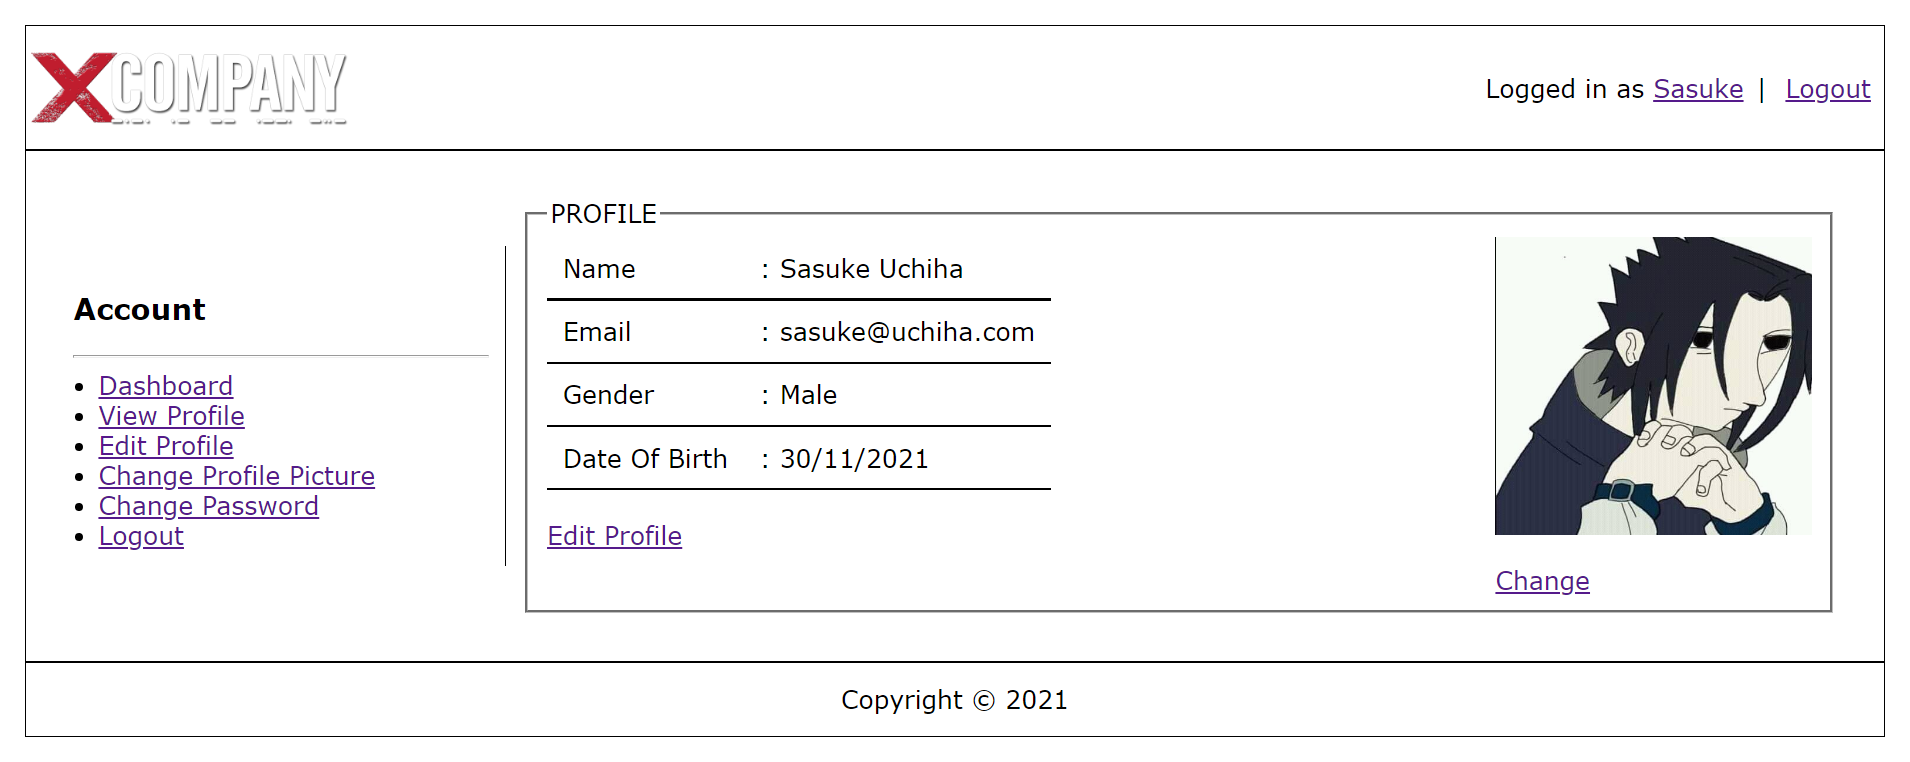 XCOMPANY
Logged in as Sasuke | Logout
Account
Dashboard
View Profile
Edit Profile
Change Profile Picture
Change Password
Logout
PROFILE
Name : Sasuke Uchiha
Email : sasuke@uchiha.com
Gender : Male
Date Of Birth : 30/11/2021
Edit Profile
Change
Copyright © 2021